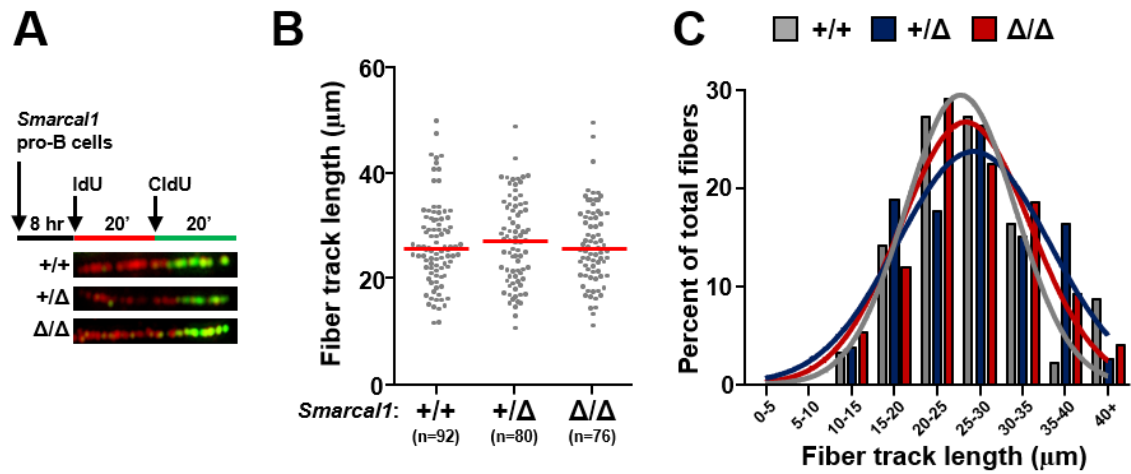 A
Smarcal1
pro-B cells
IdU
CldU
8 hr
20'
20'
+/+
+/Δ
Δ/Δ
B
Fiber track length (μm)
60
40
20
0
Smarcal1: +/+ +/Δ Δ/Δ
(n=92) (n=80) (n=76)
C
+/+ +/Δ Δ/Δ
Percent of total fibers
30
20
10
0
0-5 5-10 10-15 15-20 20-25 25-30 30-35 35-40 40+
Fiber track length (μm)